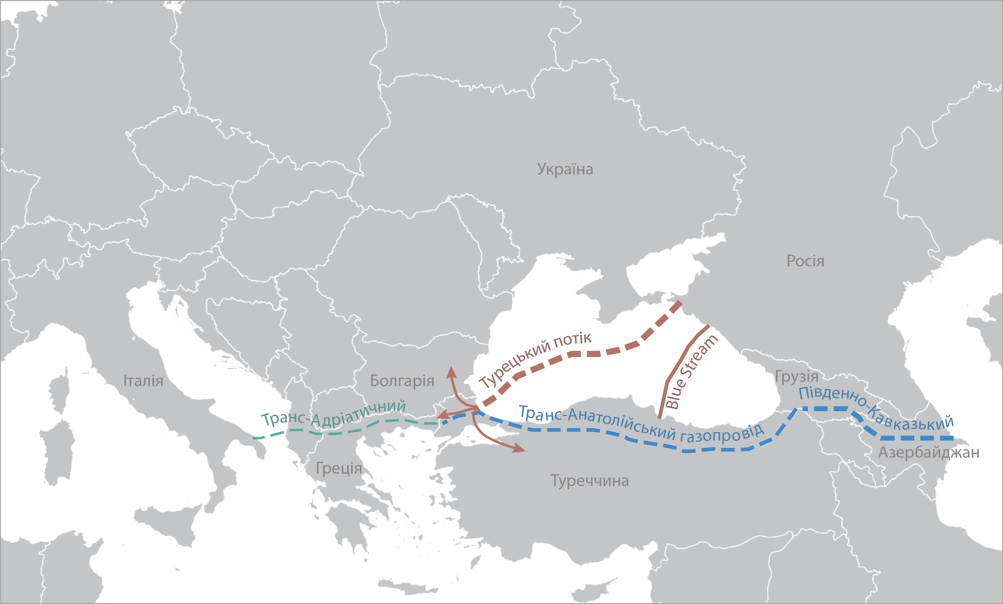 Україна
Росія
Турецький потік
Blue Stream
Грузія
Італія
Болгарія
Південно-Кавказький
Транс-Адріатичний
Транс-Анатолійський газопровід
Азербайджан
Греція
Туреччина